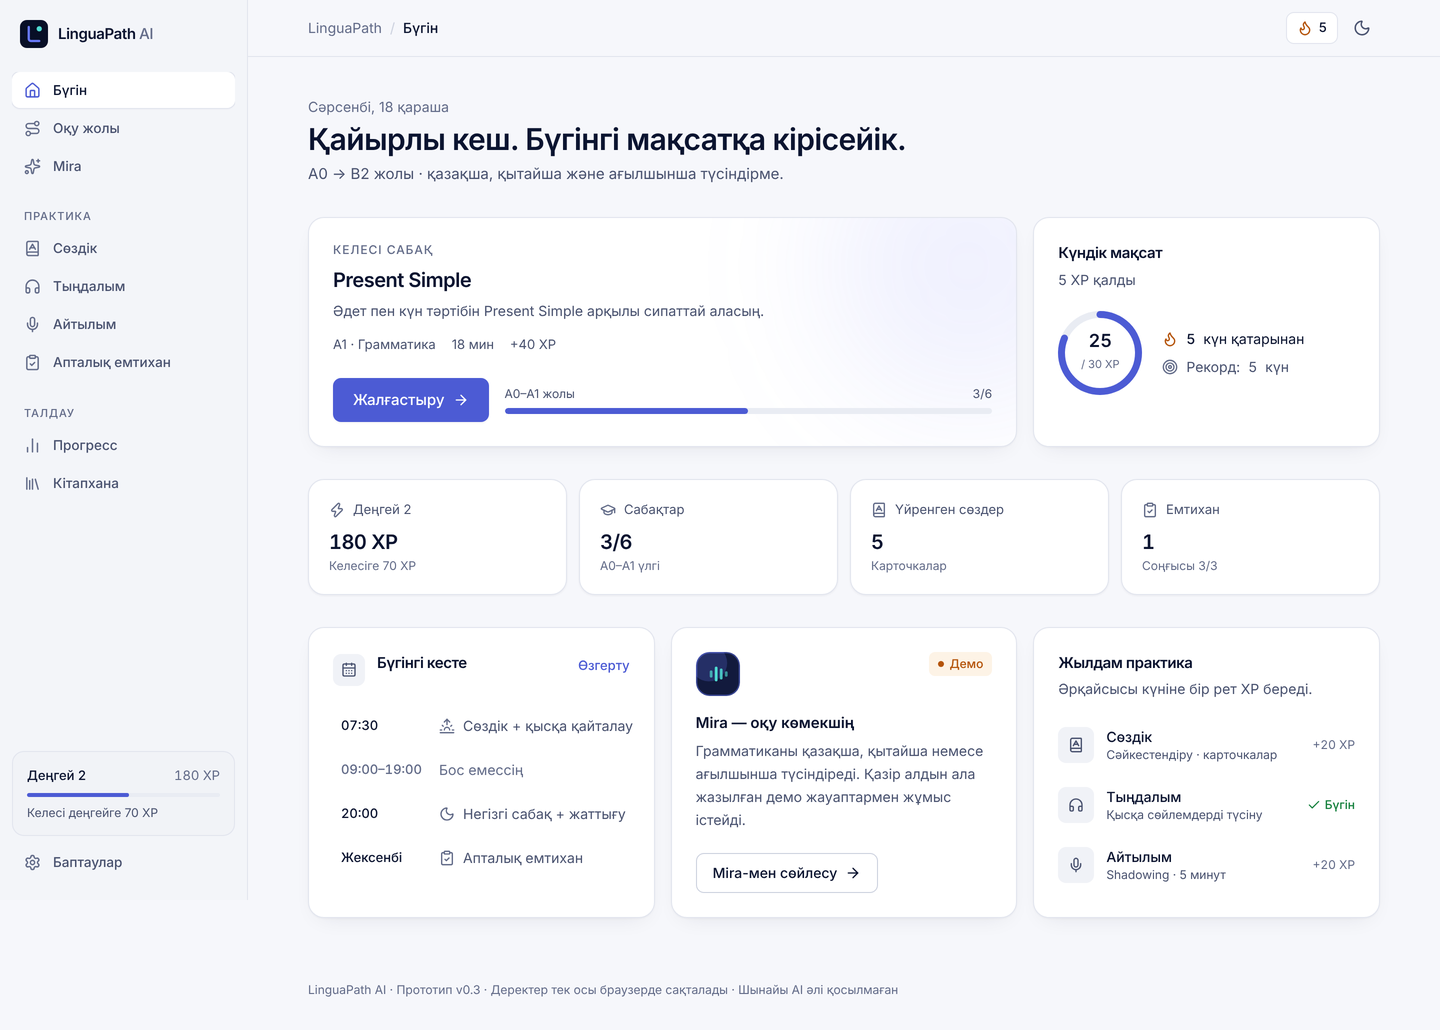 LinguaPath AI
Бүгін
Оқу жолы
Mira
ПРАКТИКА
Сөздік
Тыңдалым
Айтылым
Апталық емтихан
ТАЛДАУ
Прогресс
Кітапхана
Деңгей 2 180 XP
Келесі деңгейге 70 XP
Баптаулар
LinguaPath / Бүгін
5
Сәрсенбі, 18 қараша
Қайырлы кеш. Бүгінгі мақсатқа кірісейік.
A0 → B2 жолы · қазақша, қытайша және ағылшынша түсіндірме.
КЕЛЕСІ САБАҚ
Present Simple
Әдет пен күн тәртібін Present Simple арқылы сипаттай аласың.
A1 · Грамматика 18 мин +40 XP
Жалғастыру →
A0–A1 жолы 3/6
Күндік мақсат
5 XP қалды
25
/ 30 XP
5 күн қатарынан
Рекорд: 5 күн
Деңгей 2
180 XP
Келесіге 70 XP
Сабақтар
3/6
A0–A1 үлгі
Үйренген сөздер
5
Карточкалар
Емтихан
1
Соңғысы 3/3
Бүгінгі кесте Өзгерту
07:30 Сөздік + қысқа қайталау
09:00–19:00 Бос емессің
20:00 Негізгі сабақ + жаттығу
Жексенбі Апталық емтихан
Демо
Mira — оқу көмекшің
Грамматиканы қазақша, қытайша немесе
ағылшынша түсіндіреді. Қазір алдын ала
жазылған демо жауаптармен жұмыс
істейді.
Mira-мен сөйлесу →
Жылдам практика
Әрқайсысы күніне бір рет XP береді.
Сөздік
Сәйкестендіру · карточкалар
+20 XP
Тыңдалым
Қысқа сөйлемдерді түсіну
Бүгін
Айтылым
Shadowing · 5 минут
+20 XP
LinguaPath AI · Прототип v0.3 · Деректер тек осы браузерде сақталады · Шынайы AI әлі қосылмаған